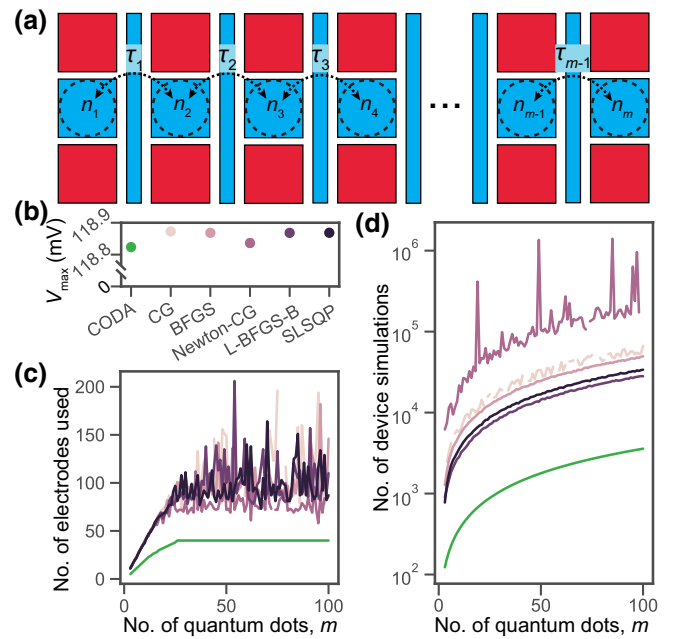 (a)
τ1 τ2 τ3 τm-1
n1 n2 n3 n4 ... nm-1 nm
(b)
Vmax (mV)
118.9
118.8
0
CODA
CG
BFGS
Newton-CG
L-BFGS-B
SLSQP
(c)
No. of electrodes used
200
150
100
50
0
0 50 100
No. of quantum dots, m
(d)
No. of device simulations
10^6
10^5
10^4
10^3
10^2
0 50 100
No. of quantum dots, m